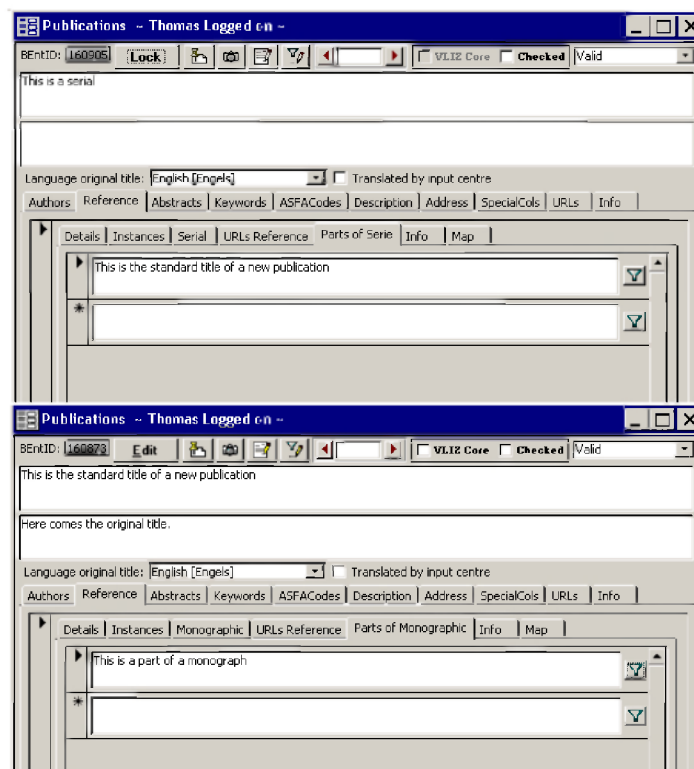 Publications ~ Thomas Logged on ~
BEntID: 160905 Lock VLIZ Core Checked Valid
This is a serial
Language original title: English [Engels] Translated by input centre
Authors Reference Abstracts Keywords ASFACodes Description Address SpecialCols URLs Info
Details Instances Serial URLs Reference Parts of Serie Info Map
This is the standard title of a new publication
Publications ~ Thomas Logged on ~
BEntID: 160873 Edit VLIZ Core Checked Valid
This is the standard title of a new publication
Here comes the original title.
Language original title: English [Engels] Translated by input centre
Authors Reference Abstracts Keywords ASFACodes Description Address SpecialCols URLs Info
Details Instances Monographic URLs Reference Parts of Monographic Info Map
This is a part of a monograph